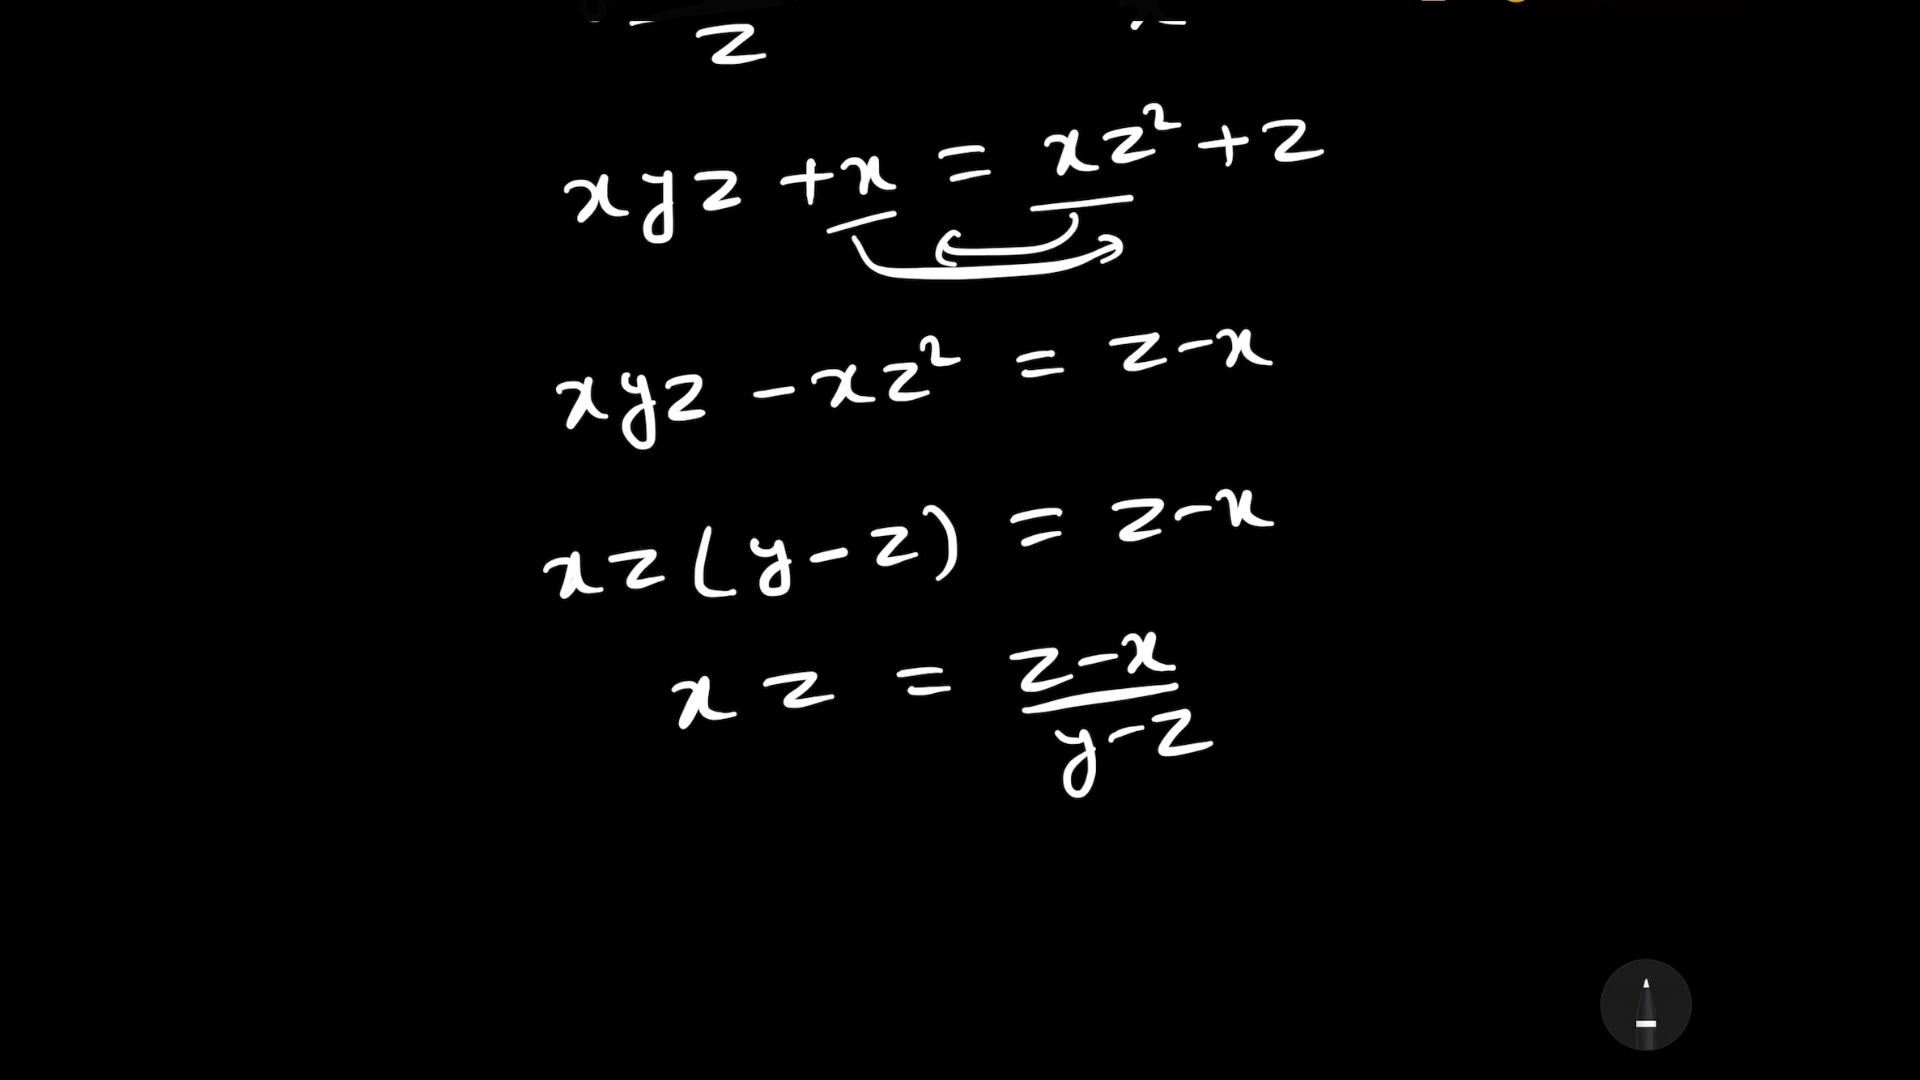 z x
xyz + x = xz² + z
xyz - xz² = z - x
xz(y - z) = z - x
xz = z - x
y - z